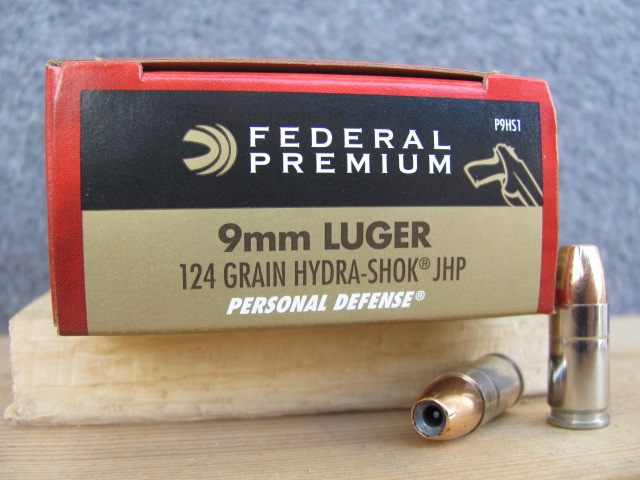 P9HS1
FEDERAL
PREMIUM
9mm LUGER
124 GRAIN HYDRA-SHOK® JHP
PERSONAL DEFENSE®